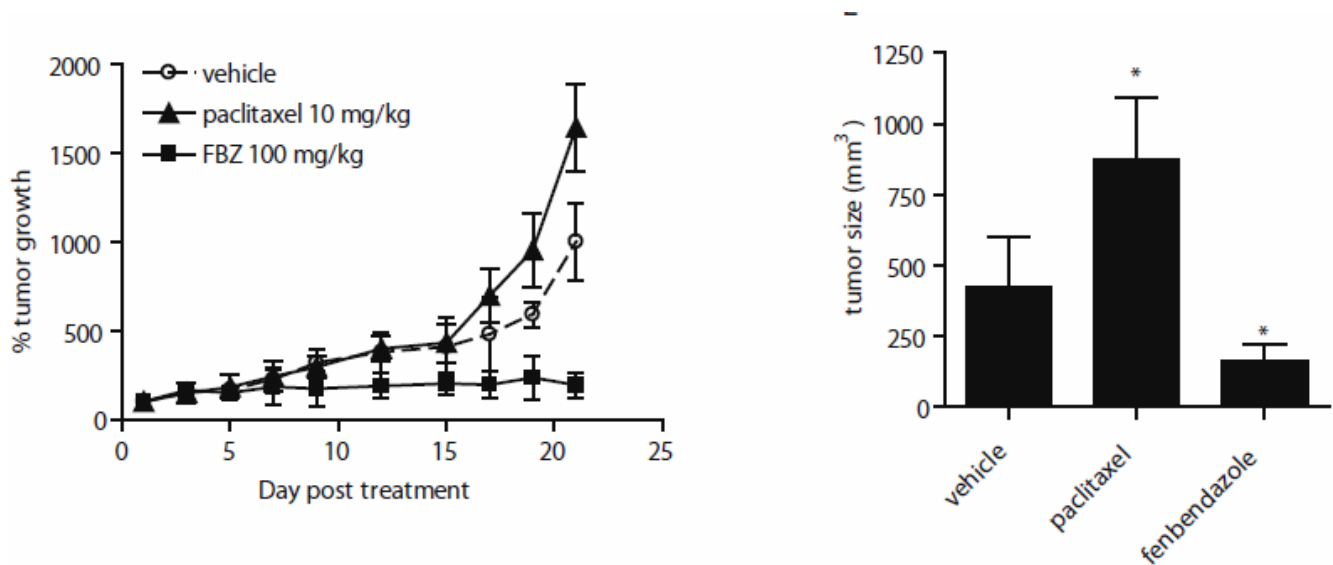 2000
1500
1000
500
0
vehicle
paclitaxel 10 mg/kg
FBZ 100 mg/kg
% tumor growth
0 5 10 15 20 25
Day post treatment
1250
1000
750
500
250
0
tumor size (mm³)
*
*
vehicle
paclitaxel
fenbendazole